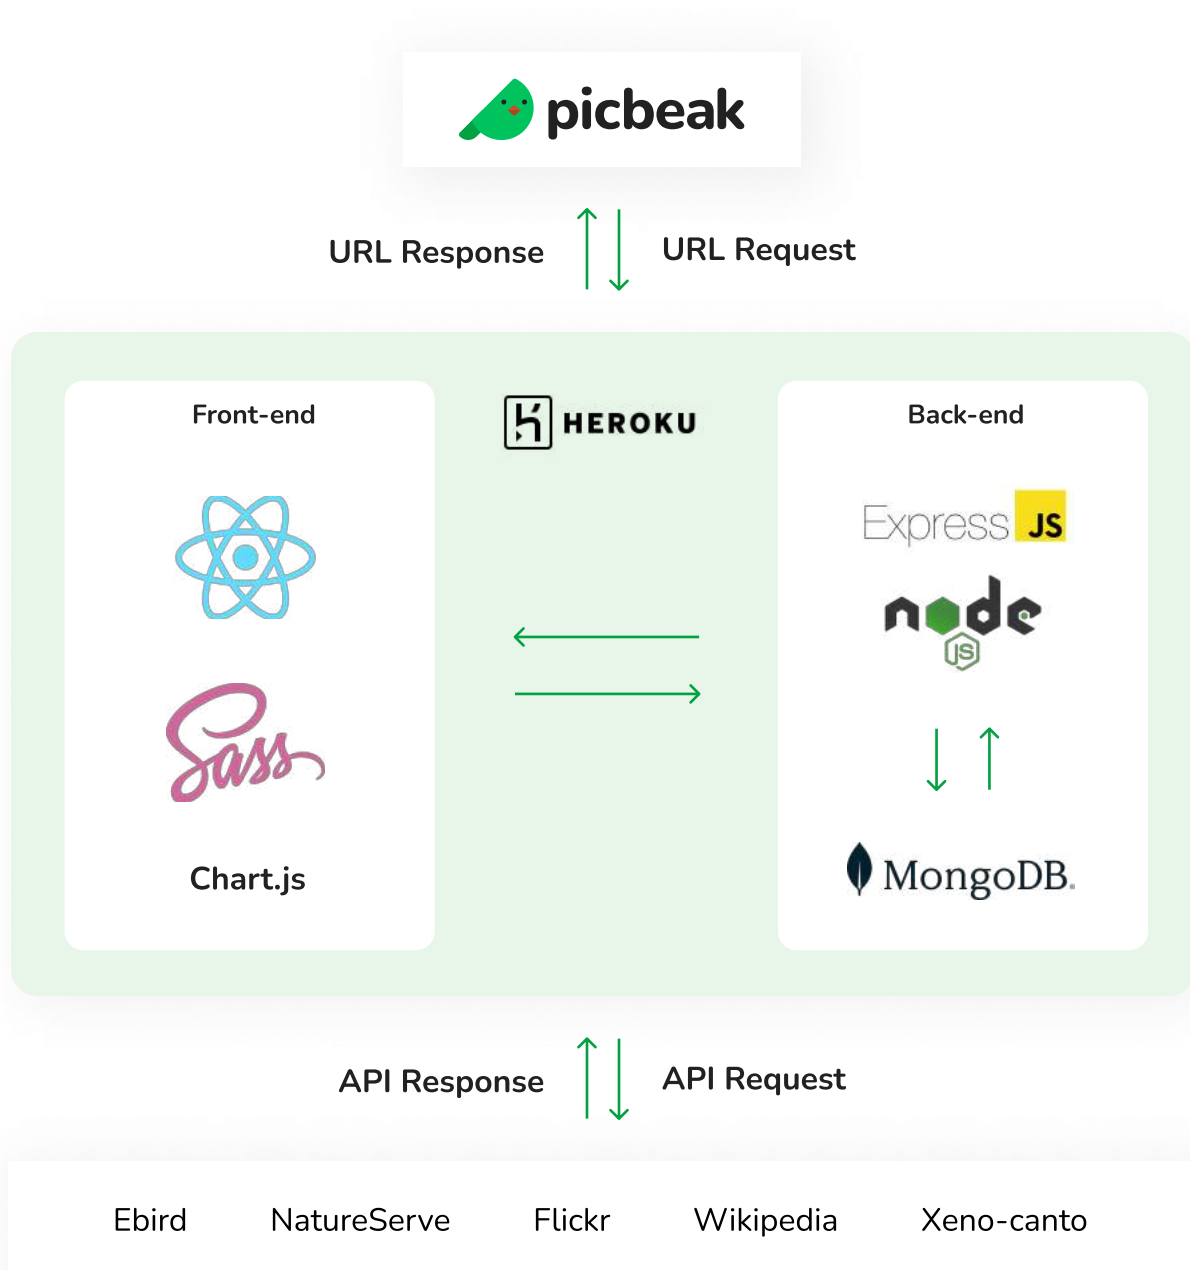 picbeak
URL Response
URL Request
Front-end
HEROKU
Back-end
Express JS
node
JS
Sass
Chart.js
MongoDB.
API Response
API Request
Ebird
NatureServe
Flickr
Wikipedia
Xeno-canto